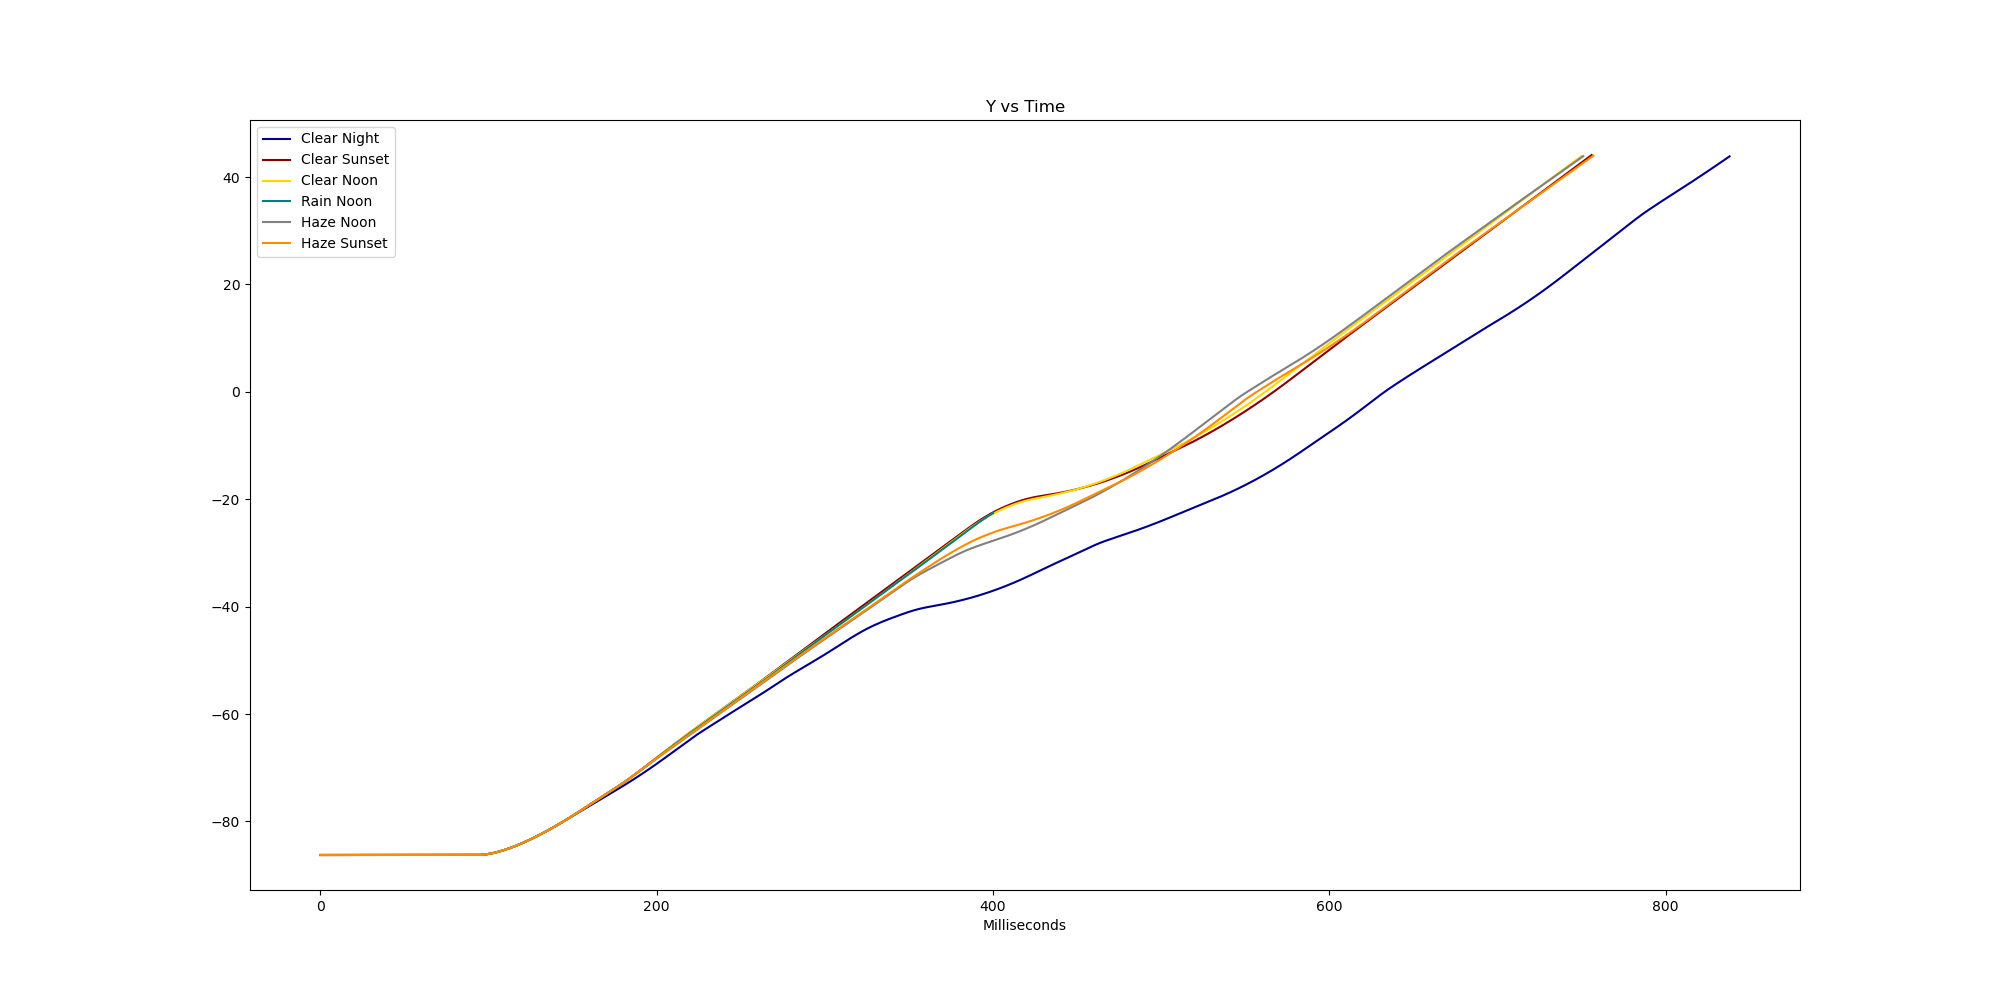 Y vs Time
Clear Night
Clear Sunset
Clear Noon
Rain Noon
Haze Noon
Haze Sunset
40
20
0
−20
−40
−60
−80
0 200 400 600 800
Milliseconds